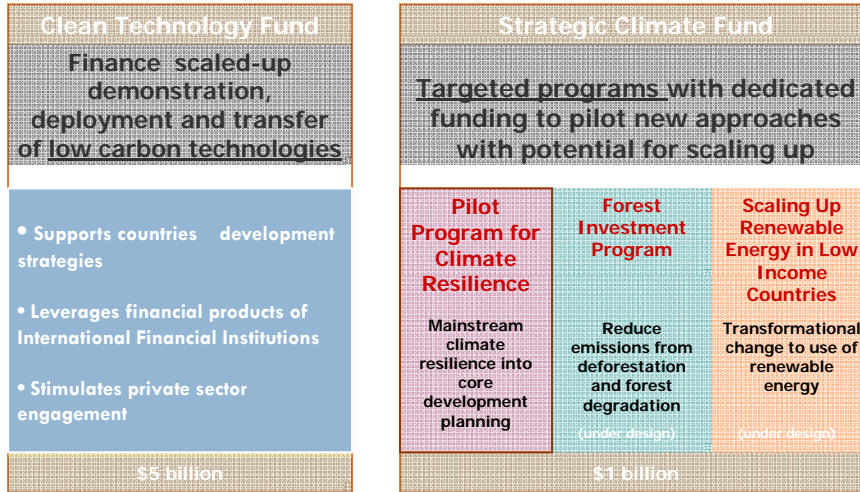 Clean Technology Fund
Finance scaled-up
demonstration,
deployment and transfer
of low carbon technologies
• Supports countries development
strategies
• Leverages financial products of
International Financial Institutions
• Stimulates private sector
engagement
$5 billion
Strategic Climate Fund
Targeted programs with dedicated
funding to pilot new approaches
with potential for scaling up
Pilot
Program for
Climate
Resilience
Mainstream
climate
resilience into
core
development
planning
Forest
Investment
Program
Reduce
emissions from
deforestation
and forest
degradation
(under design)
Scaling Up
Renewable
Energy in Low
Income
Countries
Transformational
change to use of
renewable
energy
(under design)
$1 billion